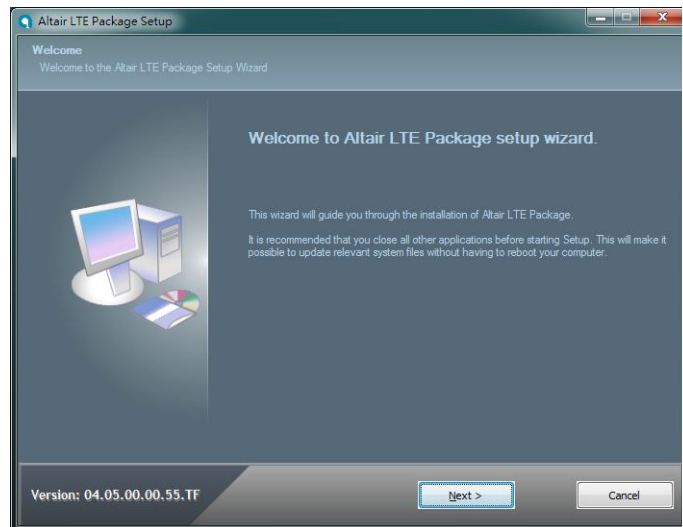 Altair LTE Package Setup
Welcome
Welcome to the Altair LTE Package Setup Wizard
Welcome to Altair LTE Package setup wizard.
This wizard will guide you through the installation of Altair LTE Package.
It is recommended that you close all other applications before starting Setup. This will make it
possible to update relevant system files without having to reboot your computer.
Version: 04.05.00.00.55.TF
Next >
Cancel